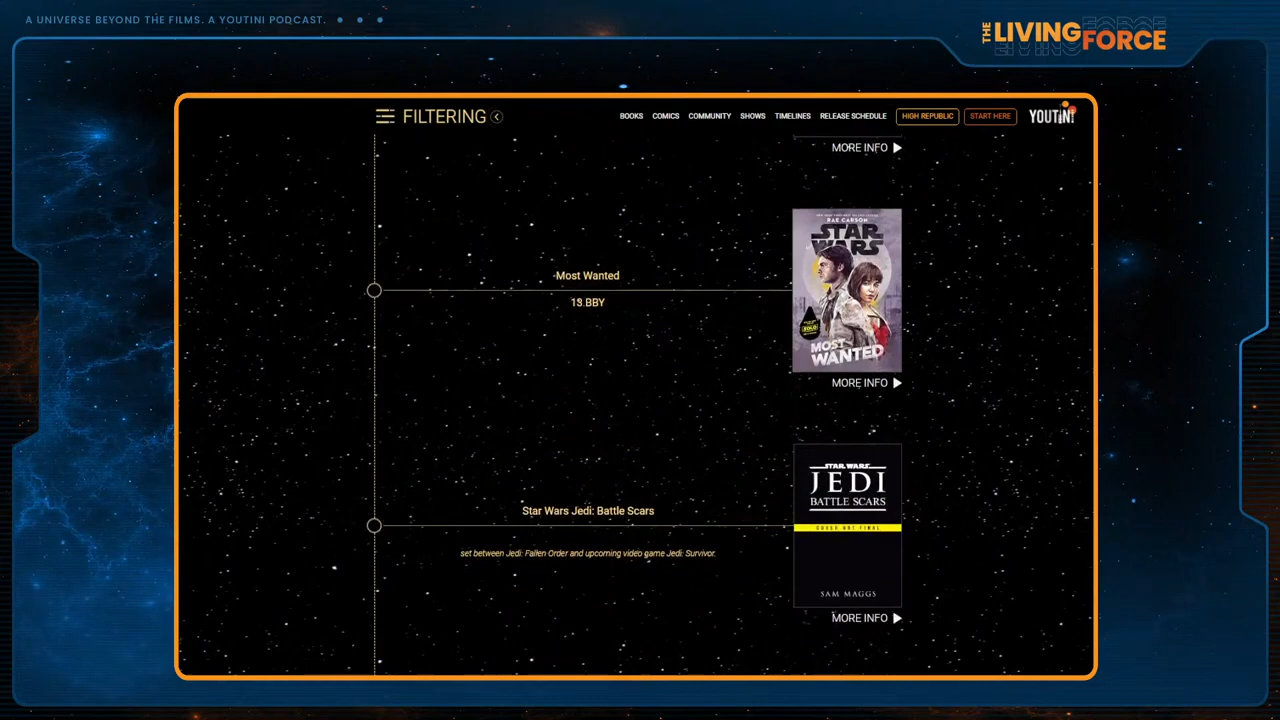 A UNIVERSE BEYOND THE FILMS. A YOUTINI PODCAST.
THE LIVING FORCE
FILTERING
BOOKS COMICS COMMUNITY SHOWS TIMELINES RELEASE SCHEDULE HIGH REPUBLIC START HERE YOUTINI
MORE INFO
Most Wanted
13 BBY
RAE CARSON
STAR WARS
SOLO
MOST WANTED
MORE INFO
Star Wars Jedi: Battle Scars
set between Jedi: Fallen Order and upcoming video game Jedi: Survivor.
STAR WARS
JEDI
BATTLE SCARS
COVER NOT FINAL
SAM MAGGS
MORE INFO